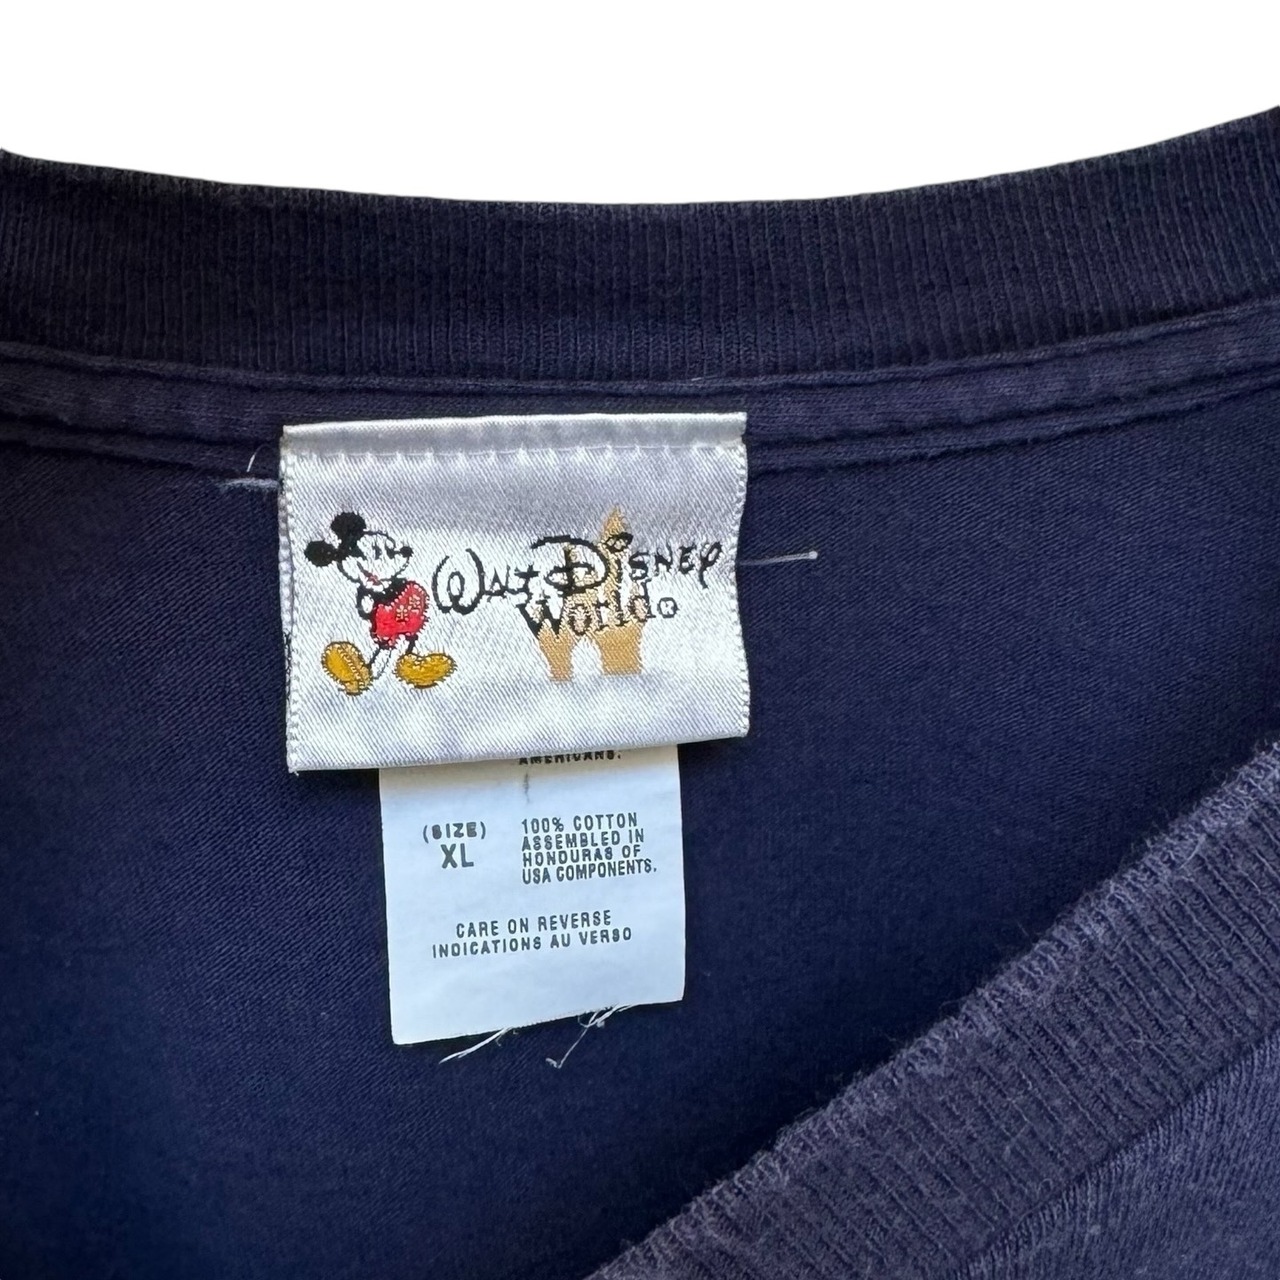 Walt Disney
World®
AMERICANS.
(SIZE)
XL
100% COTTON
ASSEMBLED IN
HONDURAS OF
USA COMPONENTS.
CARE ON REVERSE
INDICATIONS AU VERSO